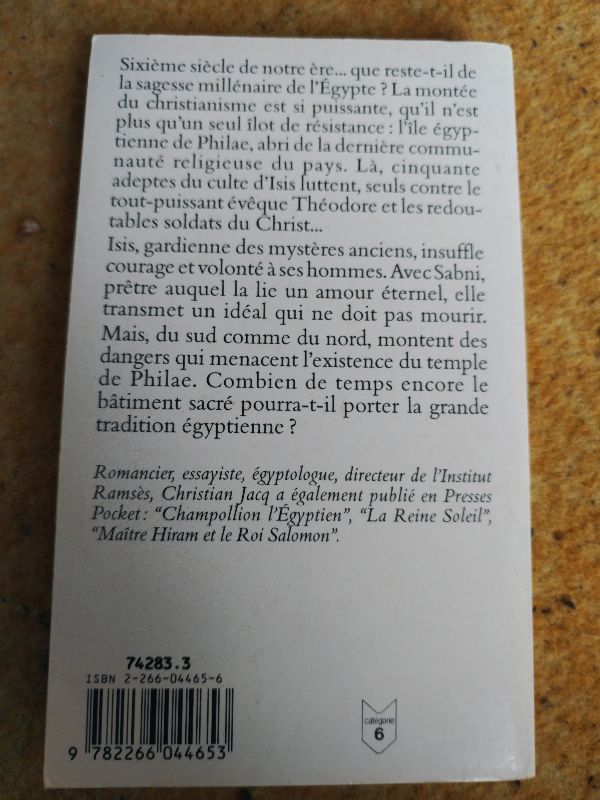 Sixième siècle de notre ère... que reste-t-il de
la sagesse millénaire de l'Égypte ? La montée
du christianisme est si puissante, qu'il n'est
plus qu'un seul îlot de résistance : l'île égyp-
tienne de Philae, abri de la dernière commu-
nauté religieuse du pays. Là, cinquante
adeptes du culte d'Isis luttent, seuls contre le
tout-puissant évêque Théodore et les redou-
tables soldats du Christ...
Isis, gardienne des mystères anciens, insuffle
courage et volonté à ses hommes. Avec Sabni,
prêtre auquel la lie un amour éternel, elle
transmet un idéal qui ne doit pas mourir.
Mais, du sud comme du nord, montent des
dangers qui menacent l'existence du temple
de Philae. Combien de temps encore le
bâtiment sacré pourra-t-il porter la grande
tradition égyptienne ?
Romancier, essayiste, égyptologue, directeur de l'Institut
Ramsès, Christian Jacq a également publié en Presses
Pocket : “Champollion l'Égyptien”, “La Reine Soleil”,
“Maître Hiram et le Roi Salomon”.
74283.3
ISBN 2-266-04465-6
9 782266 044653
catégorie
6